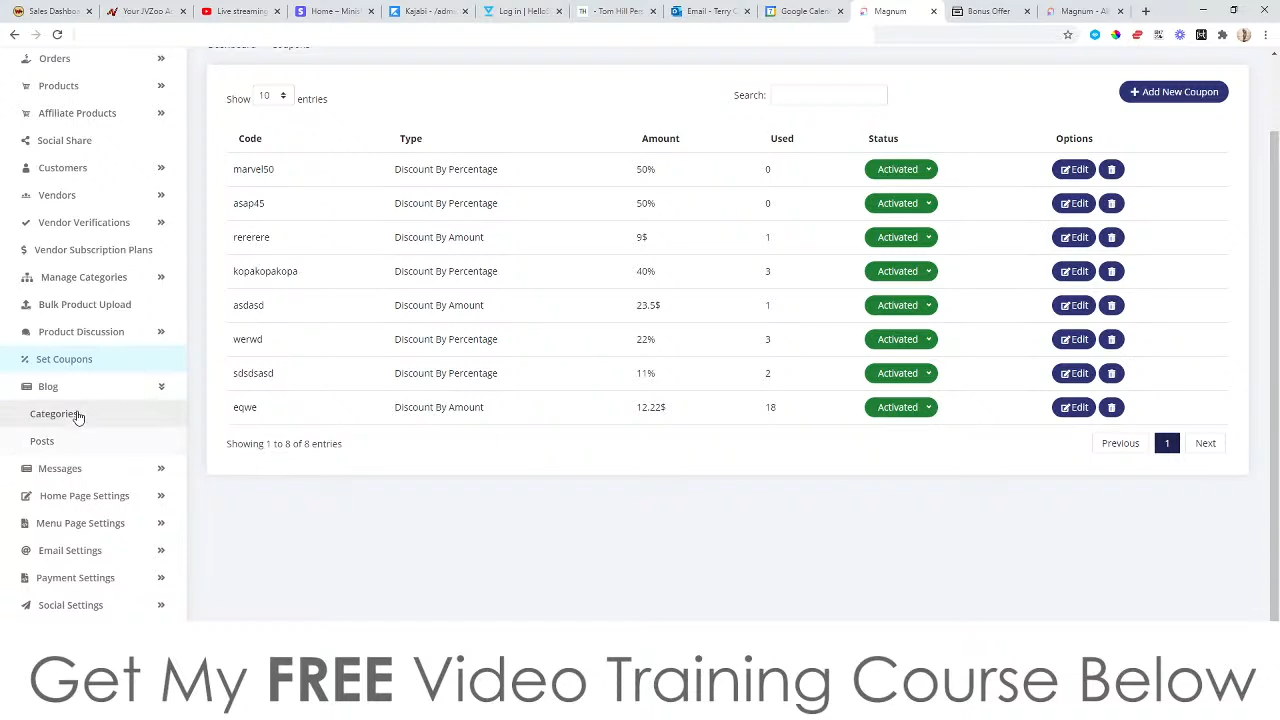 Sales Dashbo
Your JVZoo A
Live streaming
Home – Minist
Kajabi - /admi
Log in | HelloS
- Tom Hill Pe
Email - Terry C
Google Calen
Magnum
Bonus Offer
Magnum - Al
Orders
Products
Affiliate Products
Social Share
Customers
Vendors
Vendor Verifications
Vendor Subscription Plans
Manage Categories
Bulk Product Upload
Product Discussion
Set Coupons
Blog
Categories
Posts
Messages
Home Page Settings
Menu Page Settings
Email Settings
Payment Settings
Social Settings
Show 10 entries
Search:
Add New Coupon
Code Type Amount Used Status Options
marvel50 Discount By Percentage 50% 0 Activated Edit
asap45 Discount By Percentage 50% 0 Activated Edit
rererere Discount By Amount 9$ 1 Activated Edit
kopakopakopa Discount By Percentage 40% 3 Activated Edit
asdasd Discount By Amount 23.5$ 1 Activated Edit
werwd Discount By Percentage 22% 3 Activated Edit
sdsdsasd Discount By Percentage 11% 2 Activated Edit
eqwe Discount By Amount 12.22$ 18 Activated Edit
Showing 1 to 8 of 8 entries
Previous 1 Next
Get My FREE Video Training Course Below